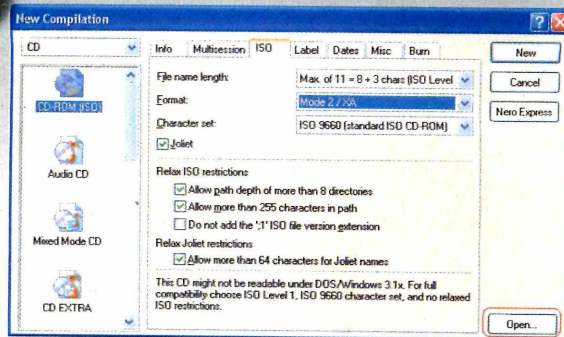 New Compilation
CD
CD-ROM (ISO)
Audio CD
Mixed Mode CD
CD EXTRA
Info
Multisession
ISO
Label
Dates
Misc
Burn
File name length:
Max. of 11 = 8 + 3 chars (ISO Level
Format:
Mode 2 / XA
Character set:
ISO 9660 (standard ISO CD-ROM)
Joliet
Relax ISO restrictions
Allow path depth of more than 8 directories
Allow more than 255 characters in path
Do not add the ';1' ISO file version extension
Relax Joliet restrictions
Allow more than 64 characters for Joliet names
This CD might not be readable under DOS/Windows 3.1x. For full
compatibility choose ISO Level 1, ISO 9660 character set, and no relaxed
ISO restrictions.
New
Cancel
Nero Express
Open...